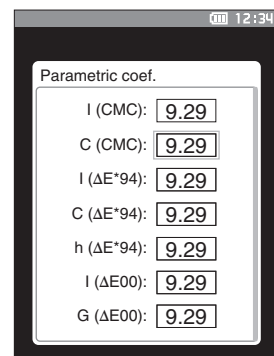 12:34
Parametric coef.
l (CMC): 9.29
C (CMC): 9.29
l (ΔE*94): 9.29
C (ΔE*94): 9.29
h (ΔE*94): 9.29
l (ΔE00): 9.29
G (ΔE00): 9.29